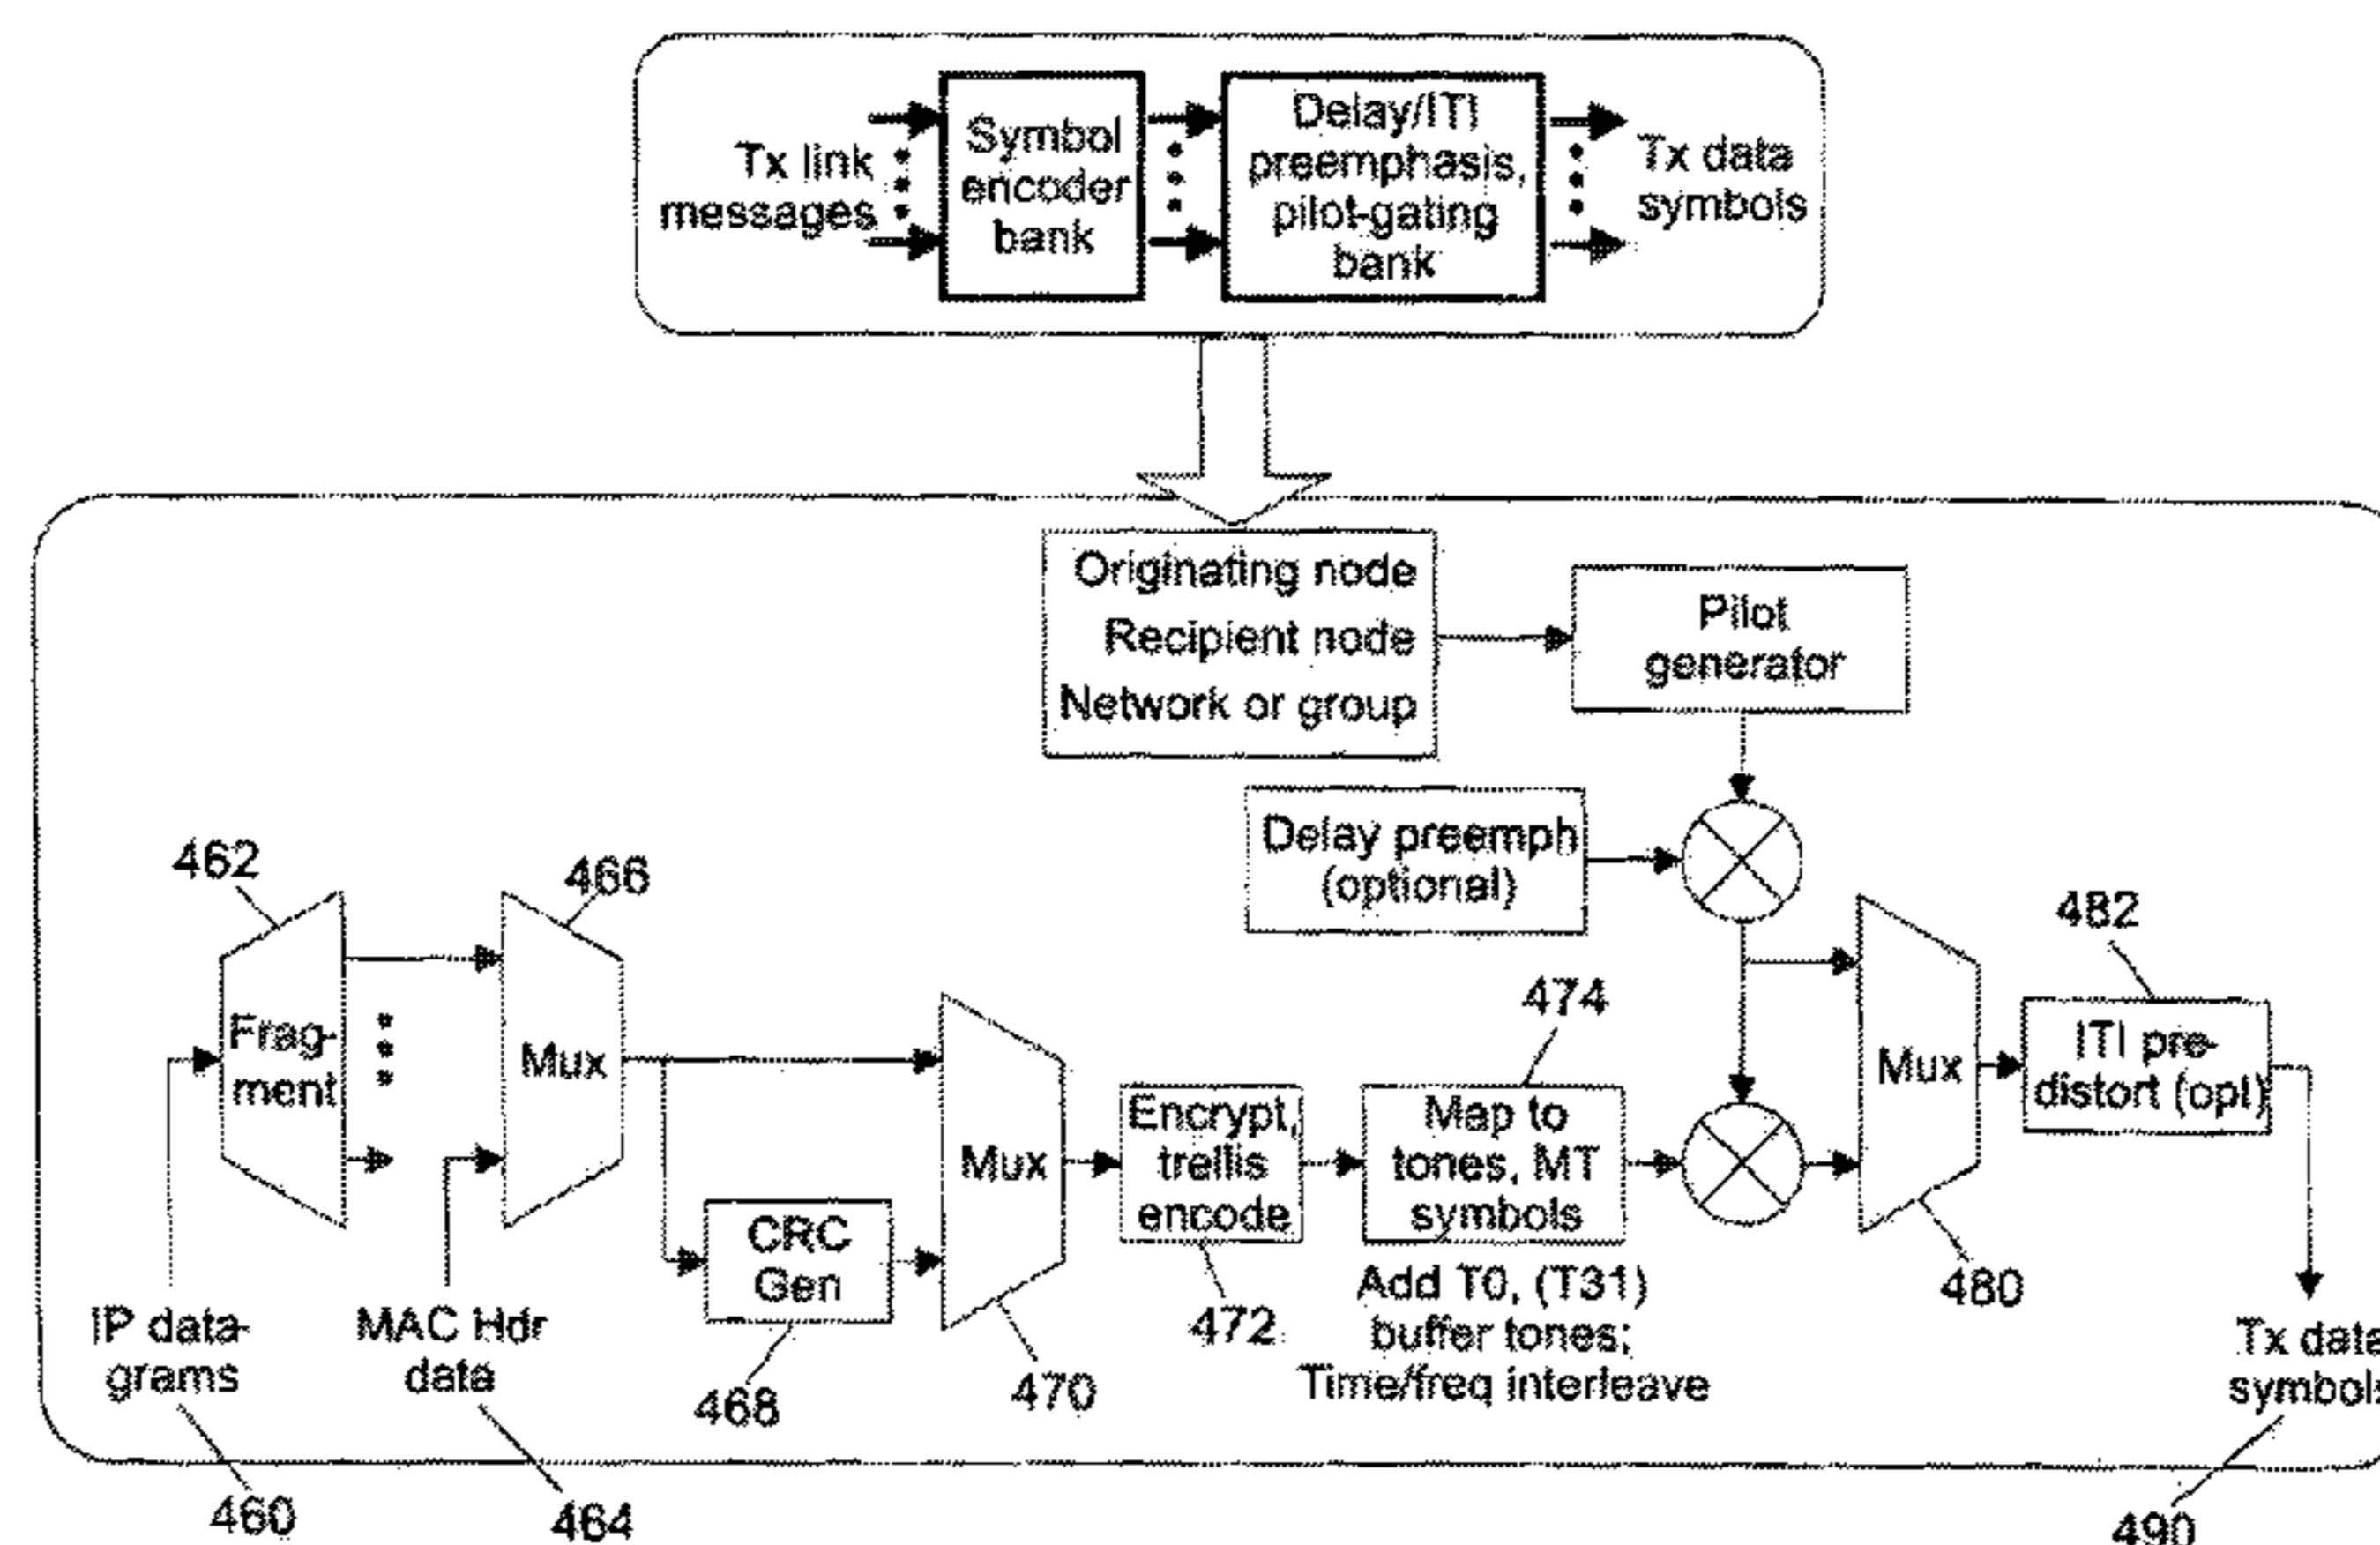 Tx link
messages
Symbol
encoder
bank
Delay/ITI
preemphasis,
pilot-gating
bank
Tx data
symbols
Originating node
Recipient node
Network or group
Pilot
generator
Delay preemph
(optional)
462
466
482
474
Frag-
ment
Mux
Mux
Encrypt,
trellis
encode
Map to
tones, MT
symbols
Mux
ITI pre-
distort (opt)
CRC
Gen
Add T0, (T31)
buffer tones;
Time/freq interleave
IP data-
grams
MAC Hdr
data
468
470
472
480
Tx data
symbols
460
464
490